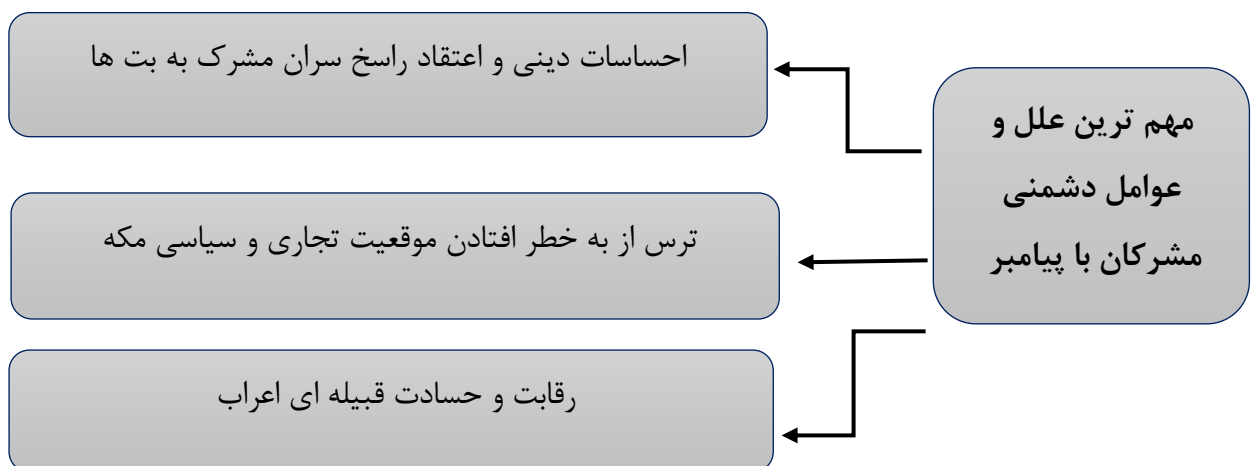 مهم ترین علل و
عوامل دشمنی
مشرکان با پیامبر
احساسات دینی و اعتقاد راسخ سران مشرک به بت ها
ترس از به خطر افتادن موقعیت تجاری و سیاسی مکه
رقابت و حسادت قبیله ای اعراب